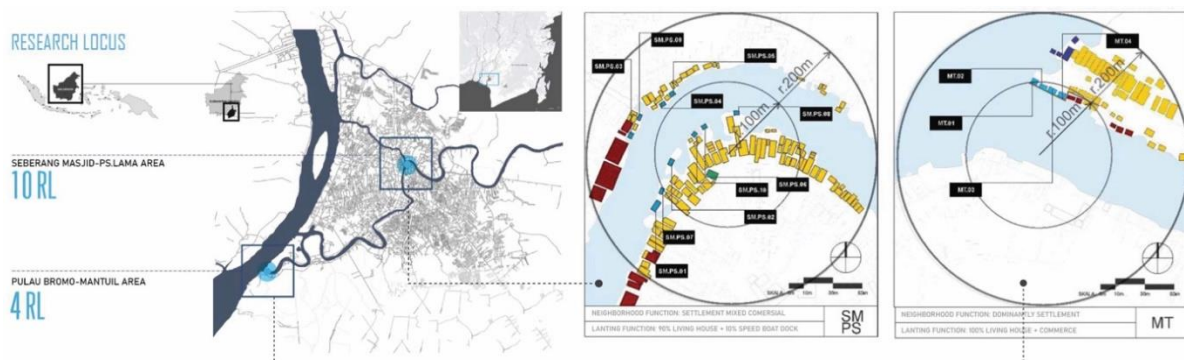 RESEARCH LOCUS
SEBERANG MASJID-PS.LAMA AREA
10 RL
PULAU BROMO-MANTUIL AREA
4 RL
SM.PS.09
SM.PS.03
SM.PS.05
SM.PS.04
SM.PS.08
r.200m
r.100m
SM.PS.10
SM.PS.06
SM.PS.02
SM.PS.07
SM.PS.01
SKALA
NEIGHBORHOOD FUNCTION: SETTLEMENT MIXED COMERSIAL
LANTING FUNCTION: 90% LIVING HOUSE + 10% SPEED BOAT DOCK
SM
PS
MT.04
MT.02
MT.01
MT.03
r.200m
r.100m
SKALA
NEIGHBORHOOD FUNCTION: DOMINANTLY SETTLEMENT
LANTING FUNCTION: 100% LIVING HOUSE + COMMERCE
MT